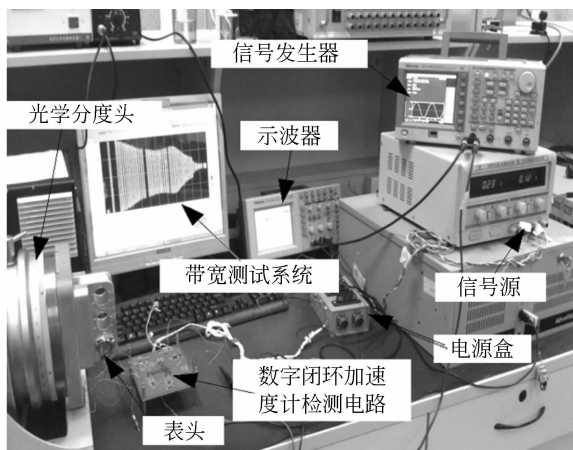 信号发生器
光学分度头
示波器
带宽测试系统
信号源
电源盒
数字闭环加速
度计检测电路
表头